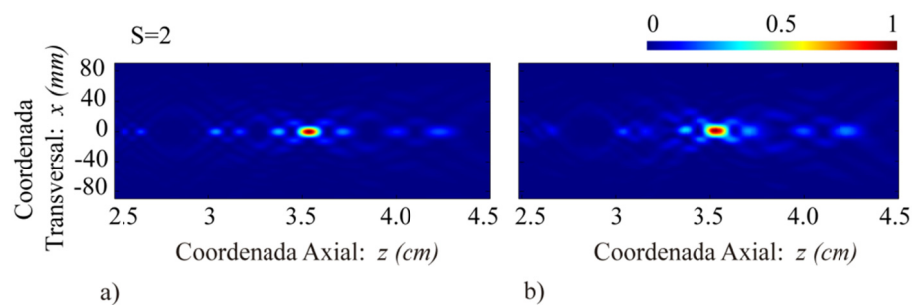 S=2
0 0.5 1
Coordenada
Transversal: x (mm)
80
40
0
-40
-80
2.5 3 3.5 4.0 4.5
2.5 3 3.5 4.0 4.5
Coordenada Axial: z (cm)
Coordenada Axial: z (cm)
a)
b)